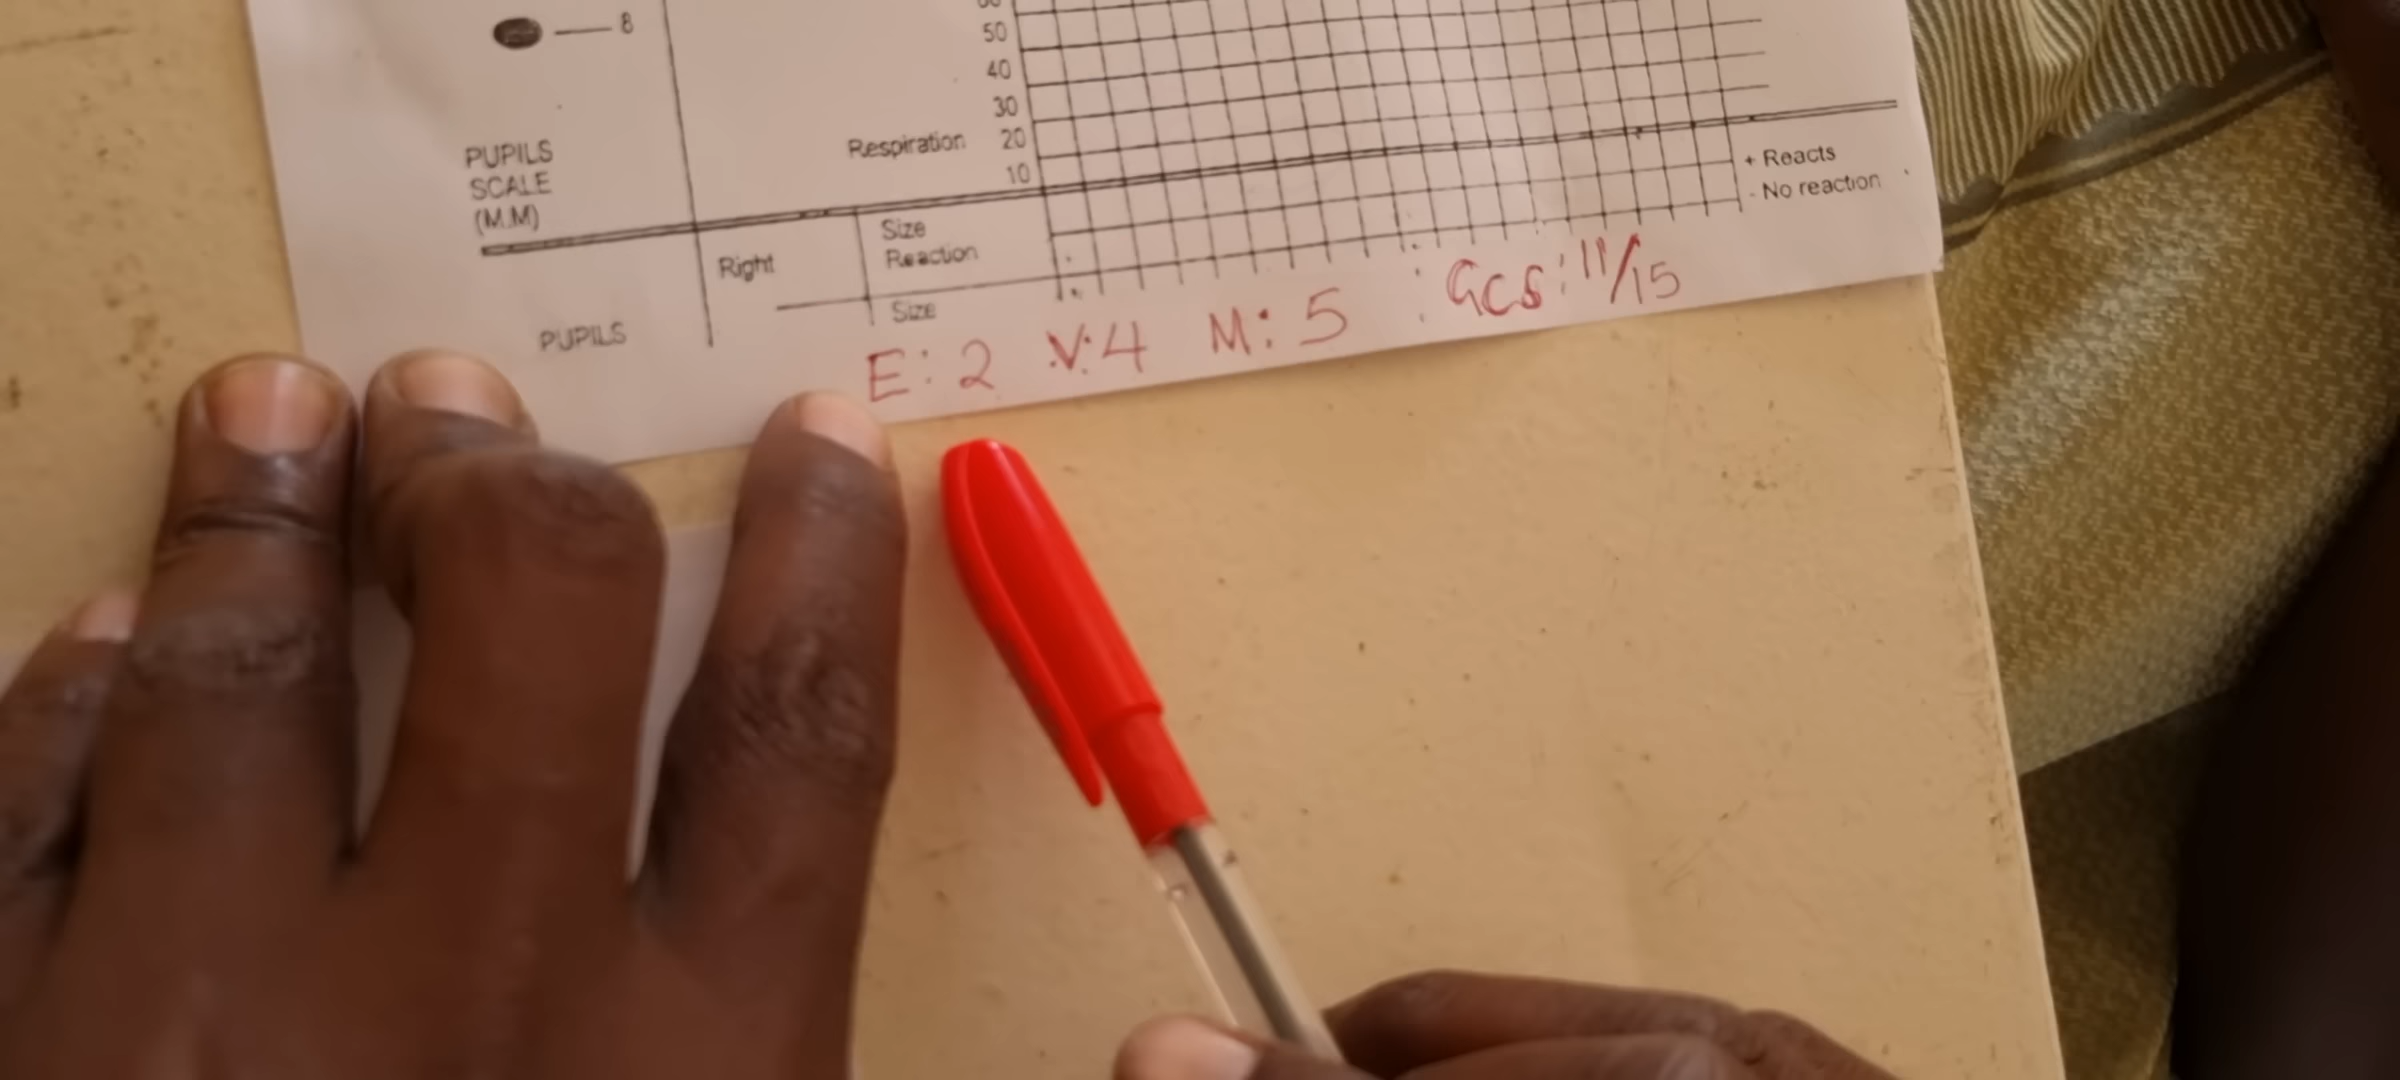 8
50
40
30
Respiration 20
10
PUPILS
SCALE
(M.M)
+ Reacts
- No reaction
Right
Size
Reaction
Size
PUPILS
E: 2 V:4 M: 5 : GCS: 11/15